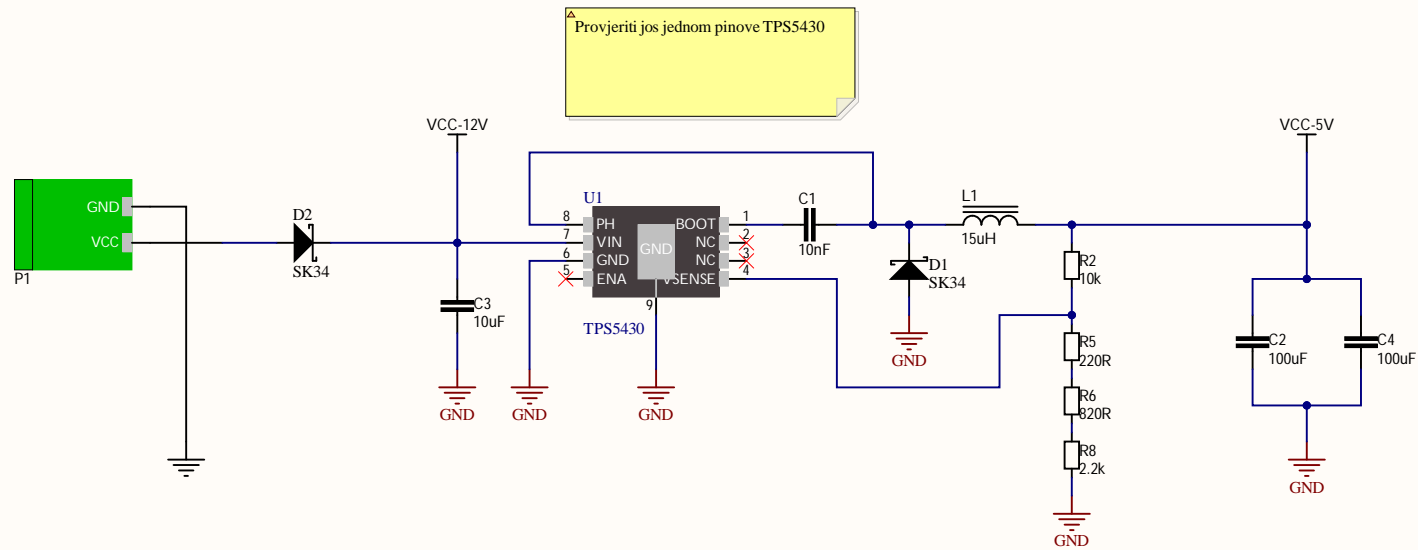 Provjeriti jos jednom pinove TPS5430
VCC-12V
VCC-5V
GND
VCC
P1
D2
SK34
C3
10uF
GND
GND
U1
8
PH
7
VIN
6
GND
5
ENA
GND
BOOT
1
NC
2
NC
3
VSENSE
4
9
TPS5430
GND
C1
10nF
D1
SK34
GND
L1
15uH
R2
10k
R5
220R
R6
820R
R8
2.2k
GND
C2
100uF
C4
100uF
GND